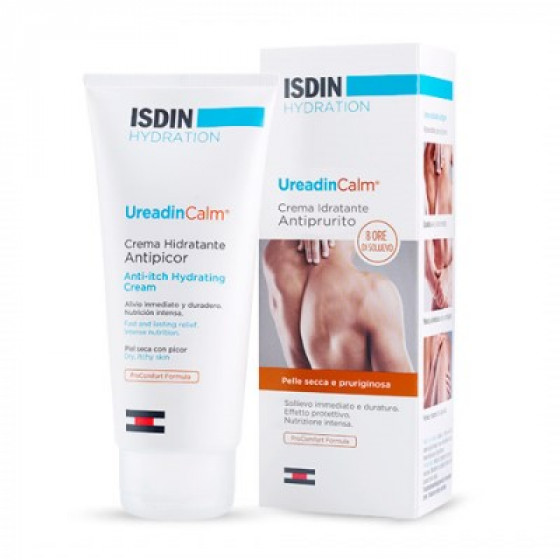 ISDIN
HYDRATION
UreadinCalm®
Crema Hidratante
Antipicor
Anti-itch Hydrating
Cream
Alivio inmediato y duradero.
Nutrición intensa.
Fast and lasting relief.
Intense nutrition.
Piel seca con picor
Dry, itchy skin
ProComfort Formula
ISDIN
HYDRATION
UreadinCalm®
Crema Idratante
Antiprurito
8 ORE
DI SOLLIEVO
Pelle secca e pruriginosa
Sollievo immediato e duraturo.
Effetto protettivo.
Nutrizione intensa.
ProComfort Formula